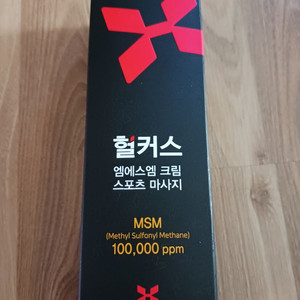 헐커스
엠에스엠 크림
스포츠 마사지
MSM
(Methyl Sulfonyl Methane)
100,000 ppm